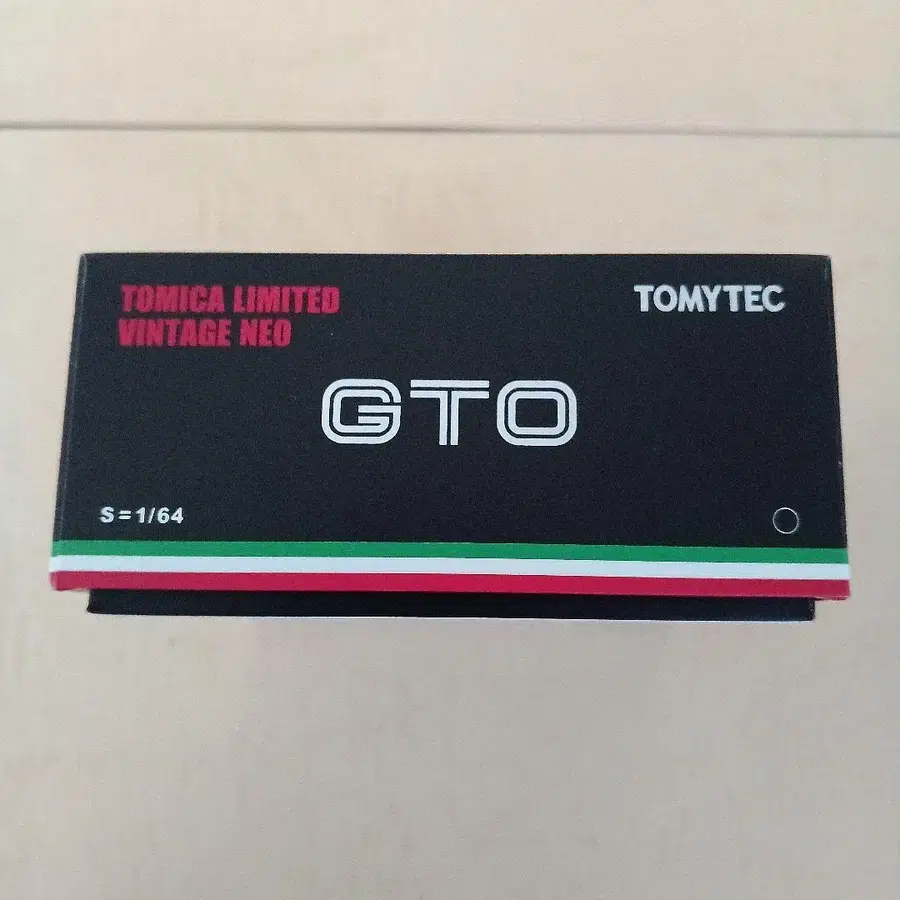 TOMICA LIMITED
VINTAGE NEO
TOMYTEC
GTO
S=1/64